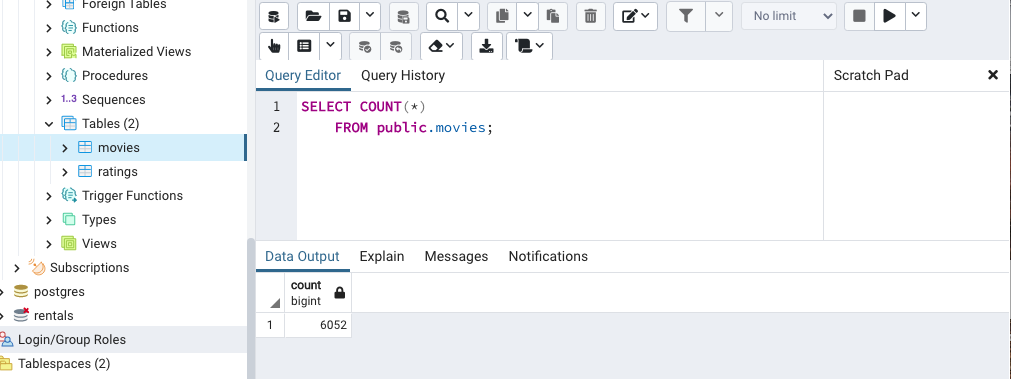 Foreign Tables
Functions
Materialized Views
Procedures
1..3 Sequences
Tables (2)
movies
ratings
Trigger Functions
Types
Views
Subscriptions
postgres
rentals
Login/Group Roles
Tablespaces (2)
No limit
Query Editor Query History
Scratch Pad
1 SELECT COUNT(*)
2 FROM public.movies;
Data Output Explain Messages Notifications
count
bigint
1 6052